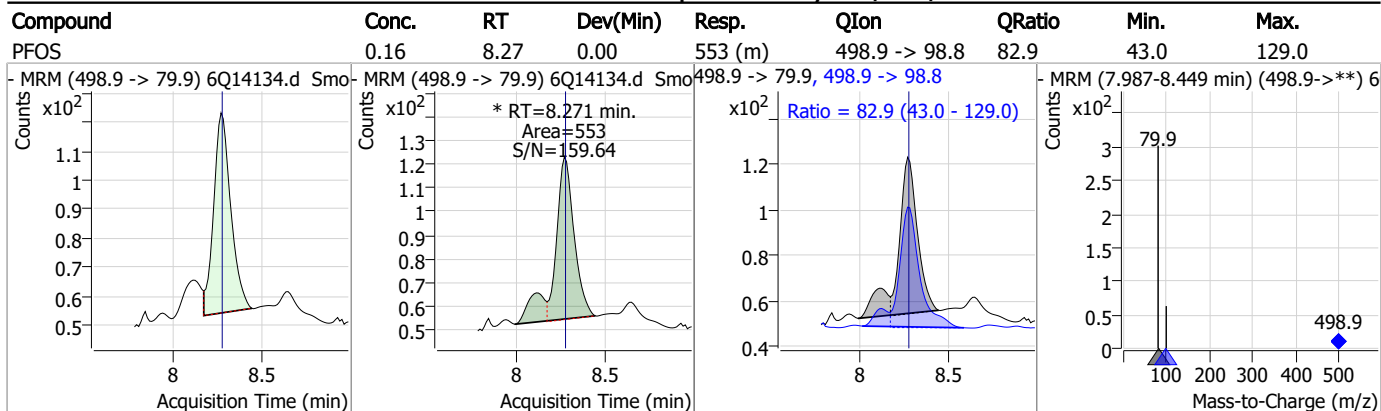 Compound Conc. RT Dev(Min) Resp. QIon QRatio Min. Max.
PFOS 0.16 8.27 0.00 553 (m) 498.9 -> 98.8 82.9 43.0 129.0
- MRM (498.9 -> 79.9) 6Q14134.d Smo
x10²
Counts
1.1
1
0.9
0.8
0.7
0.6
0.5
8 8.5
Acquisition Time (min)
- MRM (498.9 -> 79.9) 6Q14134.d Smo
x10²
Counts
* RT=8.271 min.
Area=553
S/N=159.64
1.3
1.2
1.1
1
0.9
0.8
0.7
0.6
0.5
8 8.5
Acquisition Time (min)
498.9 -> 79.9, 498.9 -> 98.8
x10²
Counts
Ratio = 82.9 (43.0 - 129.0)
1.2
1
0.8
0.6
0.4
8 8.5
Acquisition Time (min)
- MRM (7.987-8.449 min) (498.9->**) 6
x10²
Counts
79.9
3
2.5
2
1.5
1
0.5
0
498.9
100 200 300 400 500
Mass-to-Charge (m/z)